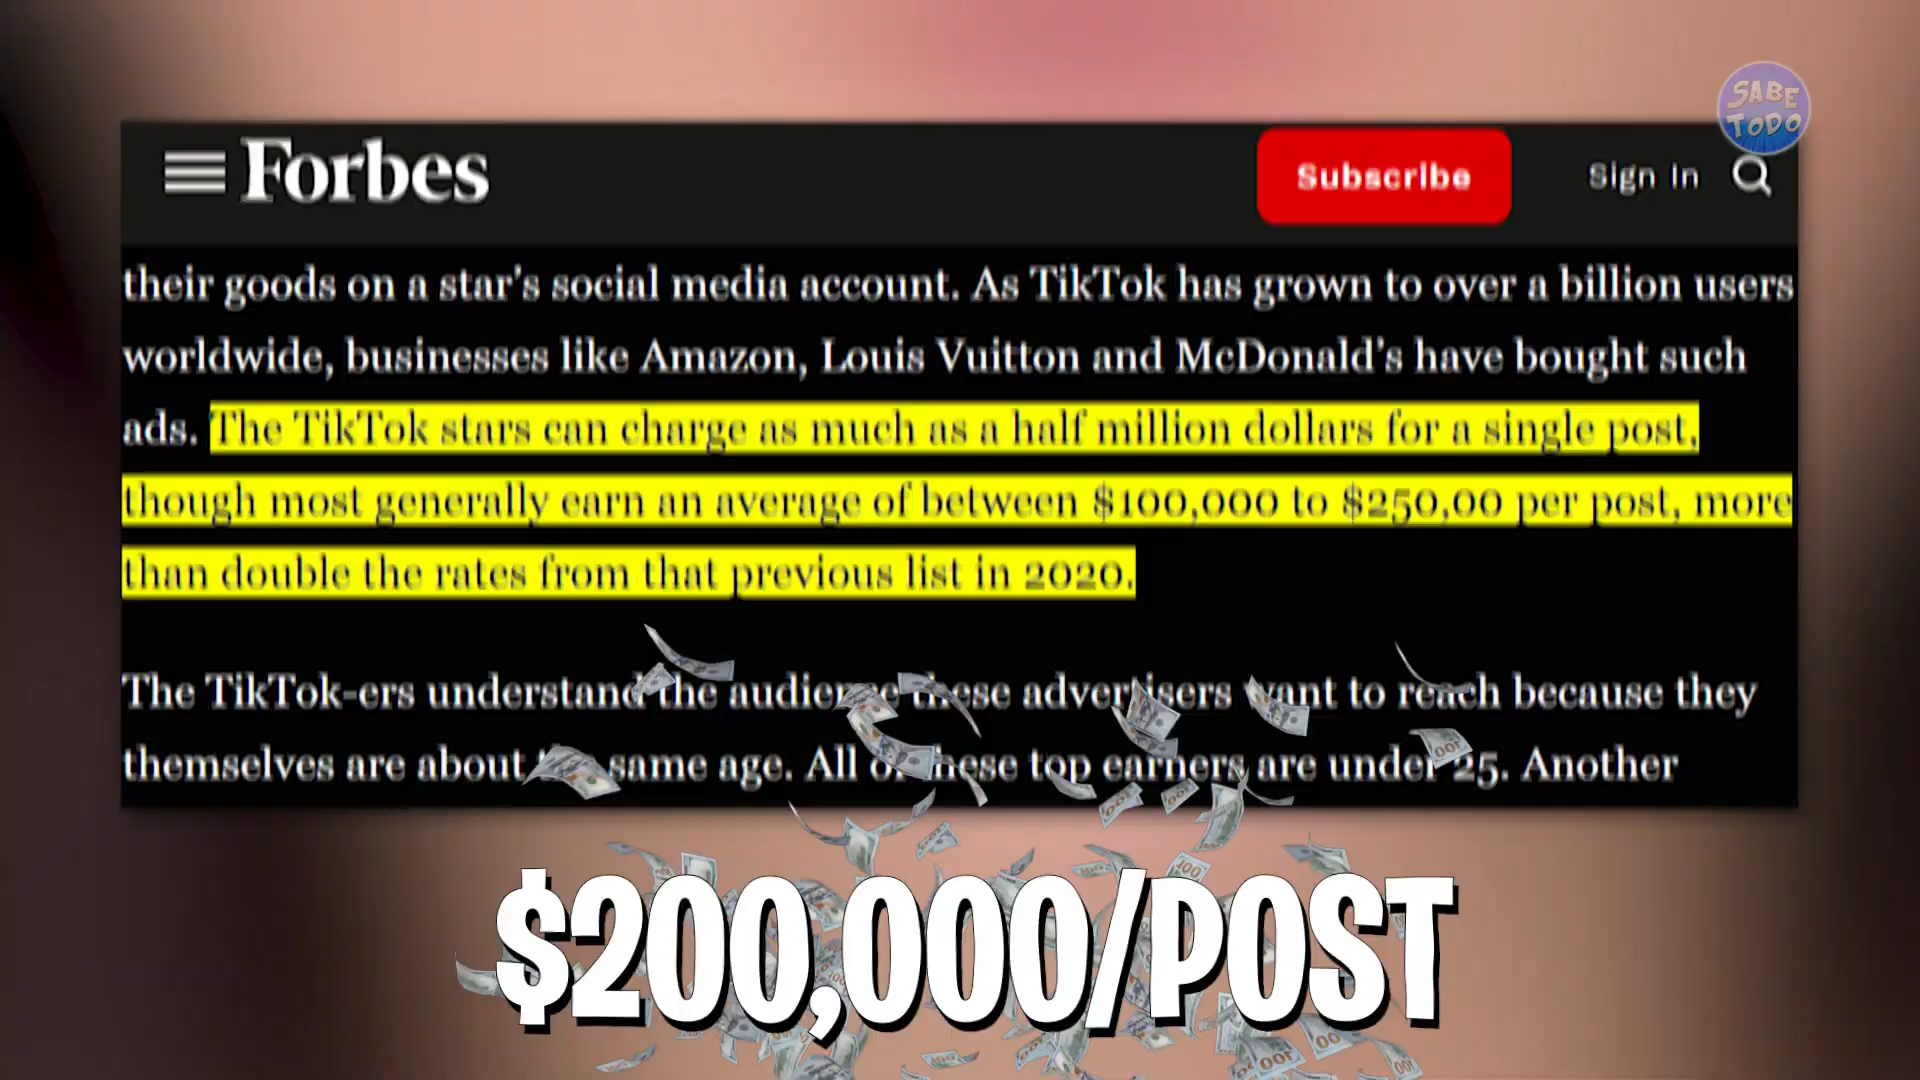 SABE
TODO
Forbes
Subscribe
Sign In
their goods on a star's social media account. As TikTok has grown to over a billion users
worldwide, businesses like Amazon, Louis Vuitton and McDonald's have bought such
ads. The TikTok stars can charge as much as a half million dollars for a single post,
though most generally earn an average of between $100,000 to $250,00 per post, more
than double the rates from that previous list in 2020.
The TikTok-ers understand the audience these advertisers want to reach because they
themselves are about the same age. All of these top earners are under 25. Another
$200,000/POST